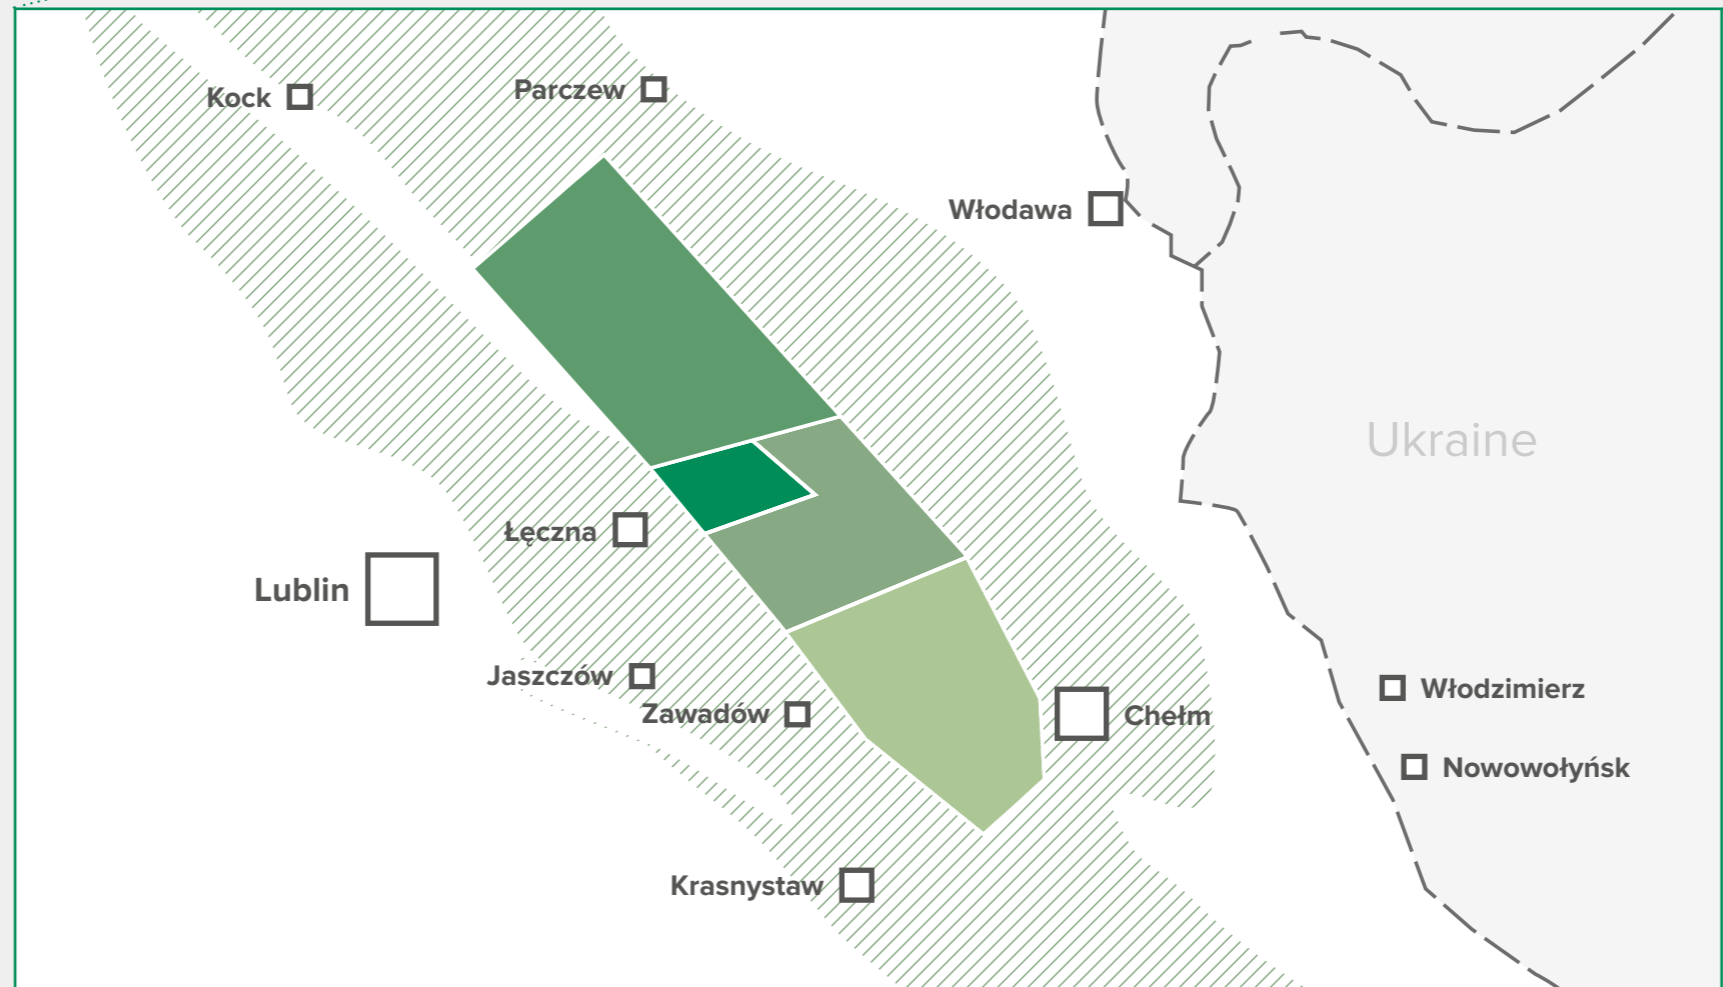 Kock
Parczew
Włodawa
Ukraine
Łęczna
Lublin
Jaszczów
Zawadów
Chełm
Włodzimierz
Nowowołyńsk
Krasnystaw